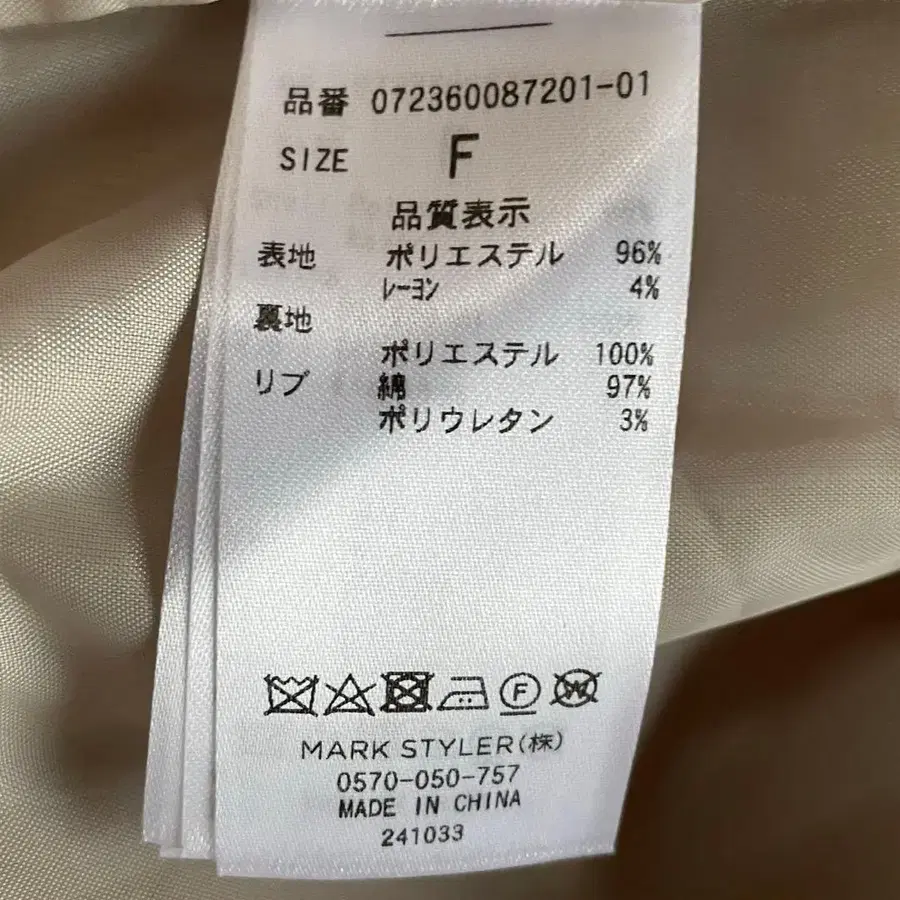 品番 072360087201-01
SIZE F
品質表示
表地 ポリエステル 96%
レーヨン 4%
裏地
ポリエステル 100%
リブ 綿 97%
ポリウレタン 3%
F W
MARK STYLER(株)
0570-050-757
MADE IN CHINA
241033